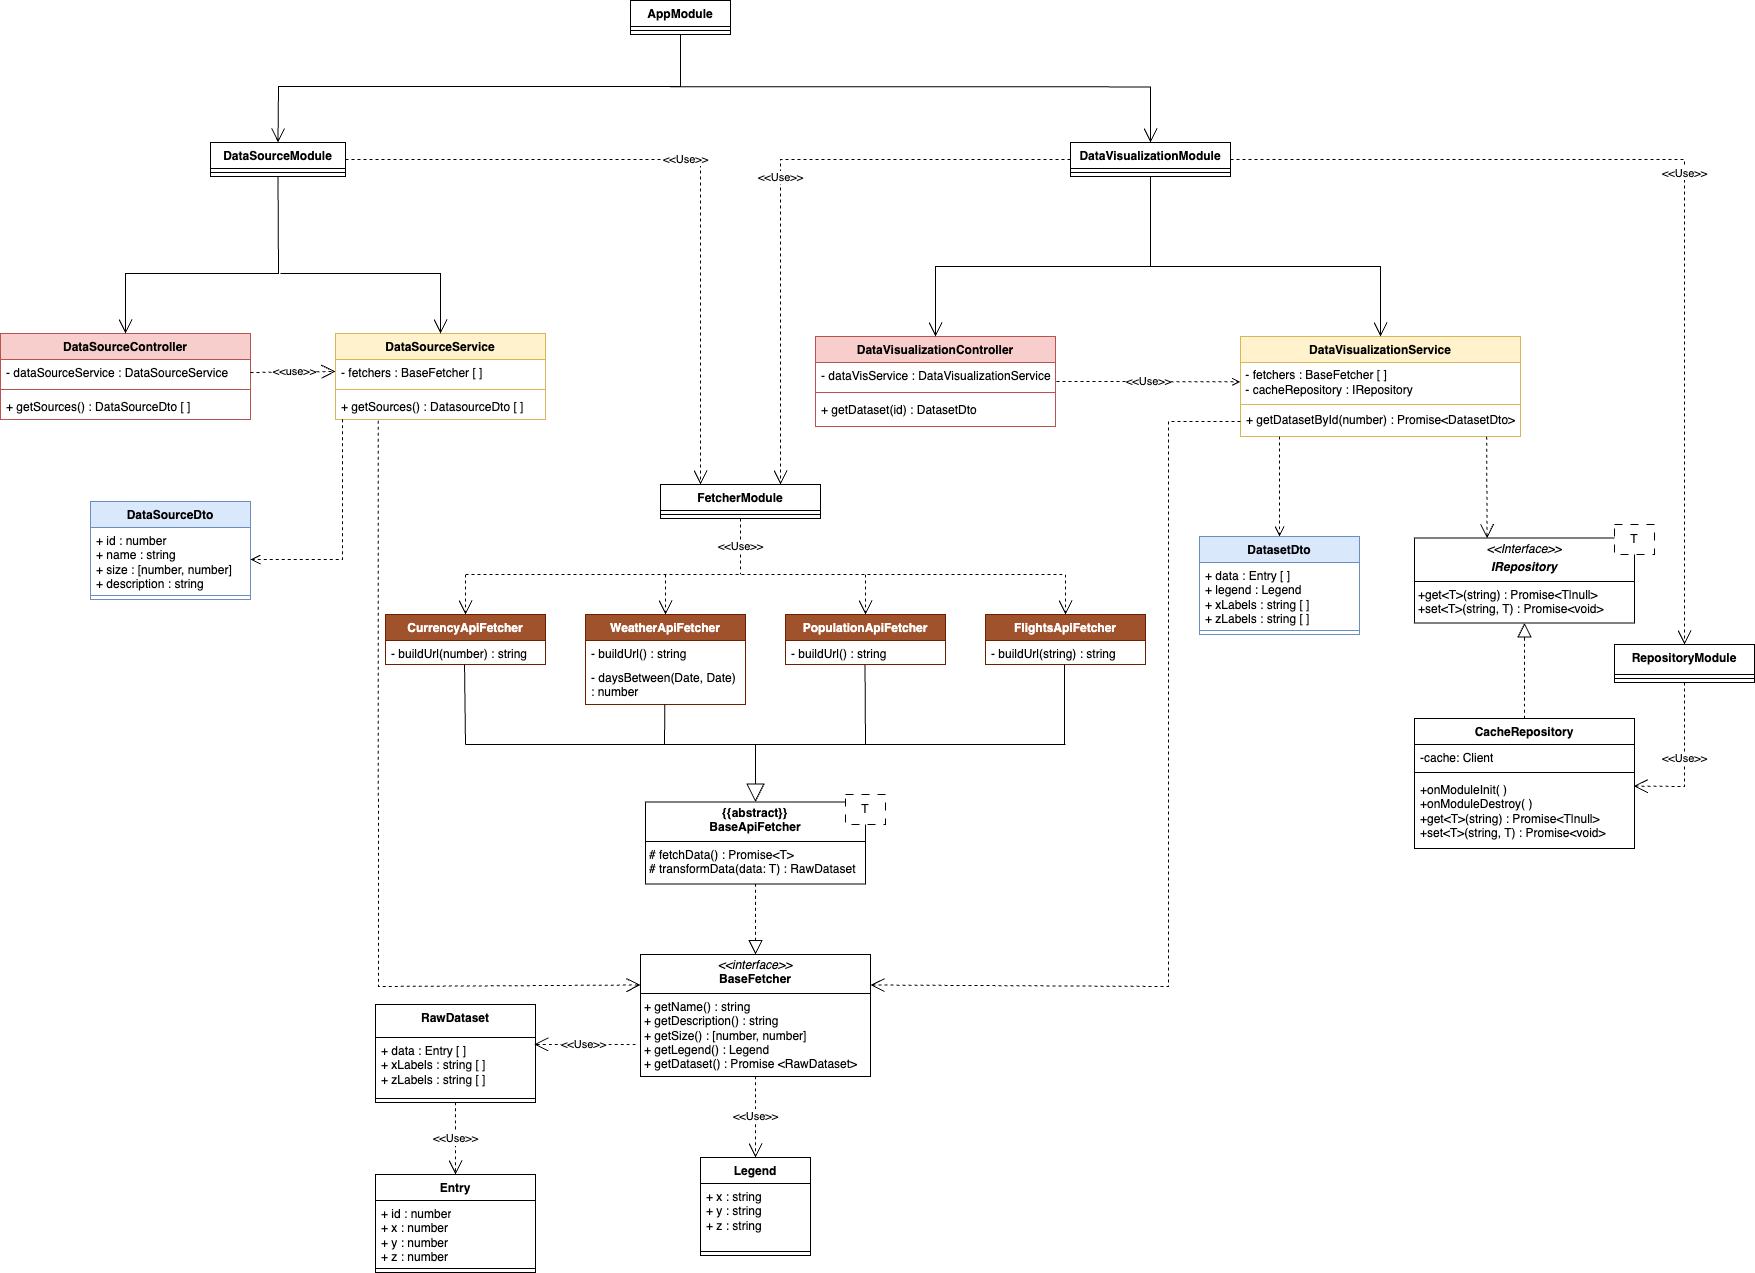 AppModule
DataSourceModule
<<Use>>
DataVisualizationModule
<<Use>>
<<Use>>
DataSourceController
- dataSourceService : DataSourceService
+ getSources() : DataSourceDto [ ]
<<use>>
DataSourceService
- fetchers : BaseFetcher [ ]
+ getSources() : DatasourceDto [ ]
DataVisualizationController
- dataVisService : DataVisualizationService
+ getDataset(id) : DatasetDto
<<Use>>
DataVisualizationService
- fetchers : BaseFetcher [ ]
- cacheRepository : IRepository
+ getDatasetById(number) : Promise<DatasetDto>
DataSourceDto
+ id : number
+ name : string
+ size : [number, number]
+ description : string
FetcherModule
<<Use>>
DatasetDto
+ data : Entry [ ]
+ legend : Legend
+ xLabels : string [ ]
+ zLabels : string [ ]
T
<<Interface>>
IRepository
+get<T>(string) : Promise<T|null>
+set<T>(string, T) : Promise<void>
CurrencyApiFetcher
- buildUrl(number) : string
WeatherApiFetcher
- buildUrl() : string
- daysBetween(Date, Date)
: number
PopulationApiFetcher
- buildUrl() : string
FlightsApiFetcher
- buildUrl(string) : string
RepositoryModule
<<Use>>
CacheRepository
-cache: Client
+onModuleInit( )
+onModuleDestroy( )
+get<T>(string) : Promise<T|null>
+set<T>(string, T) : Promise<void>
T
{{abstract}}
BaseApiFetcher
# fetchData() : Promise<T>
# transformData(data: T) : RawDataset
<<interface>>
BaseFetcher
+ getName() : string
+ getDescription() : string
+ getSize() : [number, number]
+ getLegend() : Legend
+ getDataset() : Promise <RawDataset>
<<Use>>
RawDataset
+ data : Entry [ ]
+ xLabels : string [ ]
+ zLabels : string [ ]
<<Use>>
<<Use>>
Entry
+ id : number
+ x : number
+ y : number
+ z : number
Legend
+ x : string
+ y : string
+ z : string